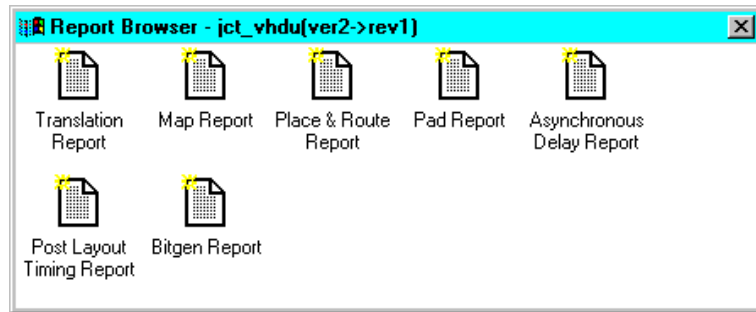 Report Browser - jct_vhdu(ver2->rev1)
Translation Report
Map Report
Place & Route Report
Pad Report
Asynchronous Delay Report
Post Layout Timing Report
Bitgen Report